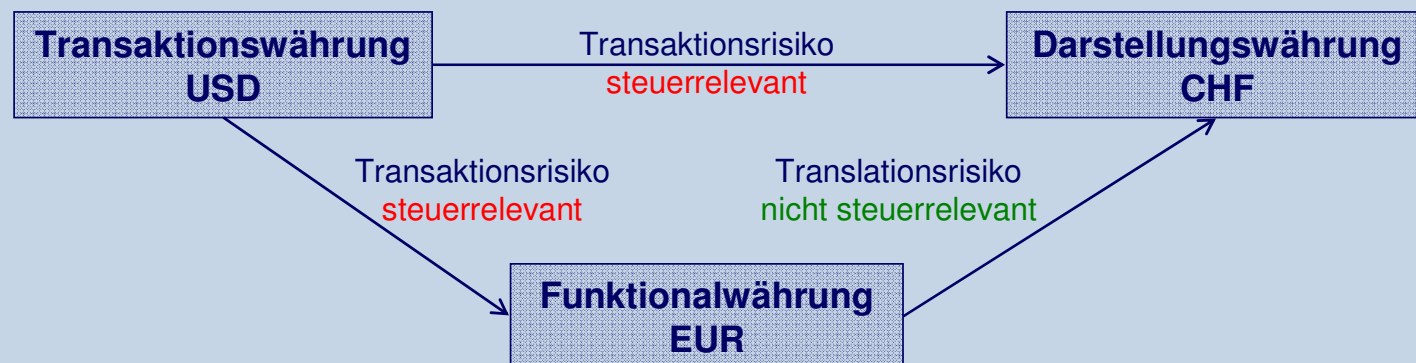 Transaktionswährung
USD
Transaktionsrisiko
steuerrelevant
Darstellungswährung
CHF
Transaktionsrisiko
steuerrelevant
Translationsrisiko
nicht steuerrelevant
Funktionalwährung
EUR